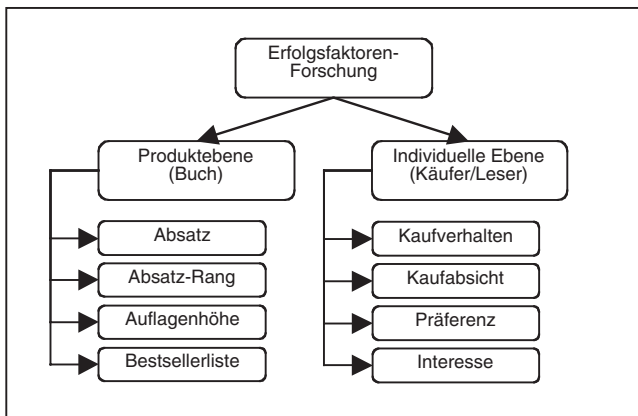 Erfolgsfaktoren-
Forschung
Produktebene
(Buch)
Absatz
Absatz-Rang
Auflagenhöhe
Bestsellerliste
Individuelle Ebene
(Käufer/Leser)
Kaufverhalten
Kaufabsicht
Präferenz
Interesse